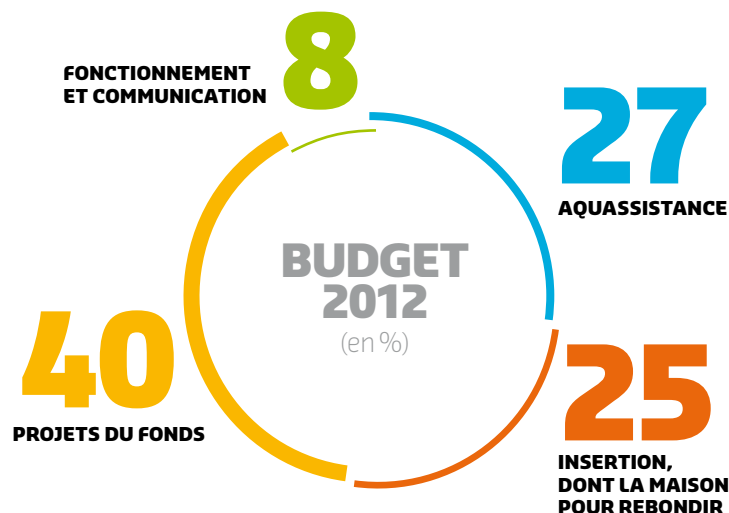 8
FONCTIONNEMENT
ET COMMUNICATION
27
AQUASSISTANCE
BUDGET
2012
(en %)
40
PROJETS DU FONDS
25
INSERTION,
DONT LA MAISON
POUR REBONDIR